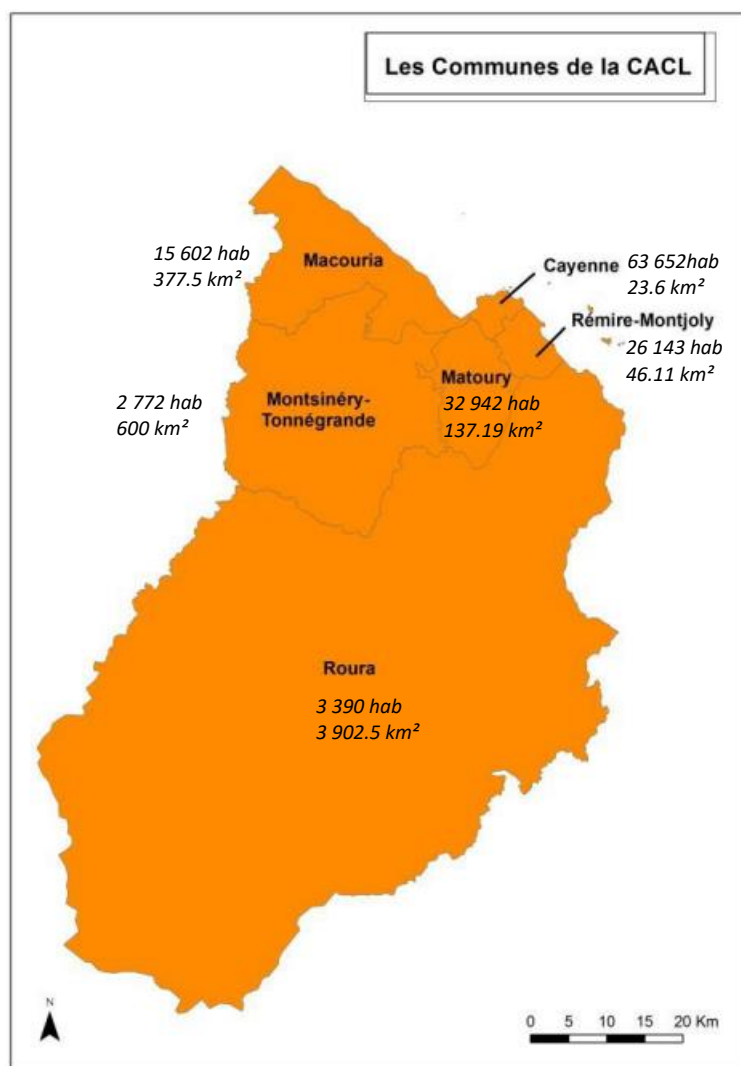 Les Communes de la CACL
15 602 hab
377.5 km²
Macouria
Cayenne
63 652hab
23.6 km²
Rémire-Montjoly
26 143 hab
46.11 km²
Matoury
32 942 hab
137.19 km²
2 772 hab
600 km²
Montsinéry-
Tonnégrande
Roura
3 390 hab
3 902.5 km²
N
0 5 10 15 20 Km